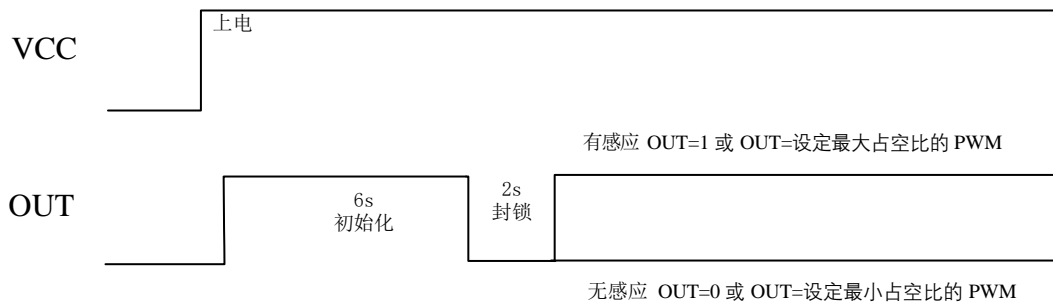 上电
VCC
有感应 OUT=1 或 OUT=设定最大占空比的 PWM
OUT
6s
初始化
2s
封锁
无感应 OUT=0 或 OUT=设定最小占空比的 PWM